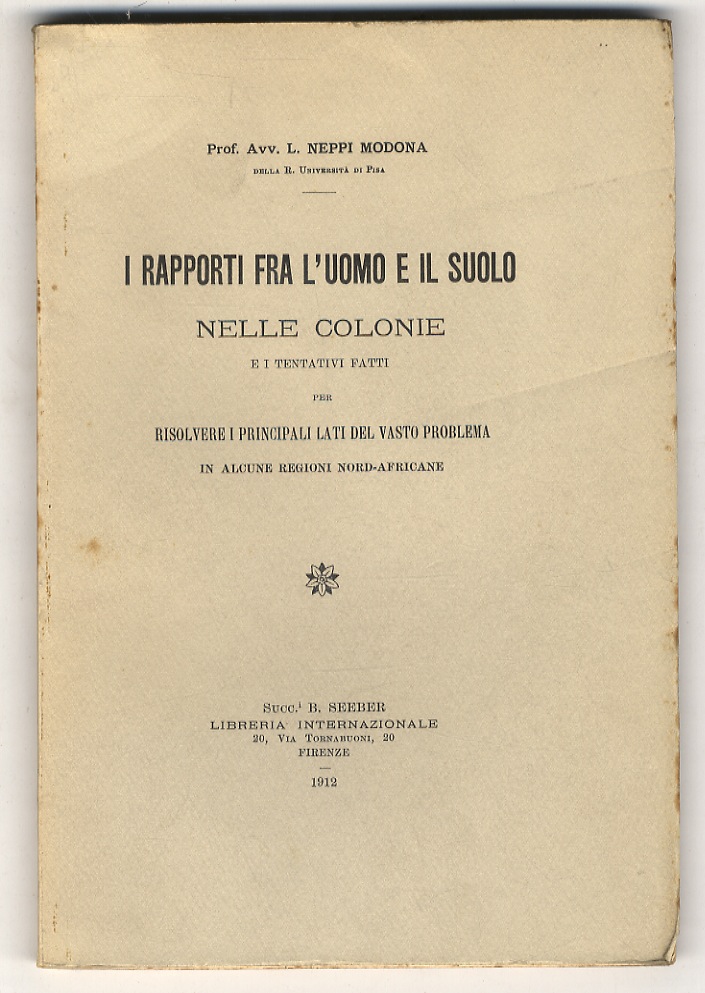 Prof. Avv. L. NEPPI MODONA
DELLA R. UNIVERSITÀ DI PISA
I RAPPORTI FRA L'UOMO E IL SUOLO
NELLE COLONIE
E I TENTATIVI FATTI
PER
RISOLVERE I PRINCIPALI LATI DEL VASTO PROBLEMA
IN ALCUNE REGIONI NORD-AFRICANE
SUCC.ⁱ B. SEEBER
LIBRERIA INTERNAZIONALE
20, VIA TORNABUONI, 20
FIRENZE
1912